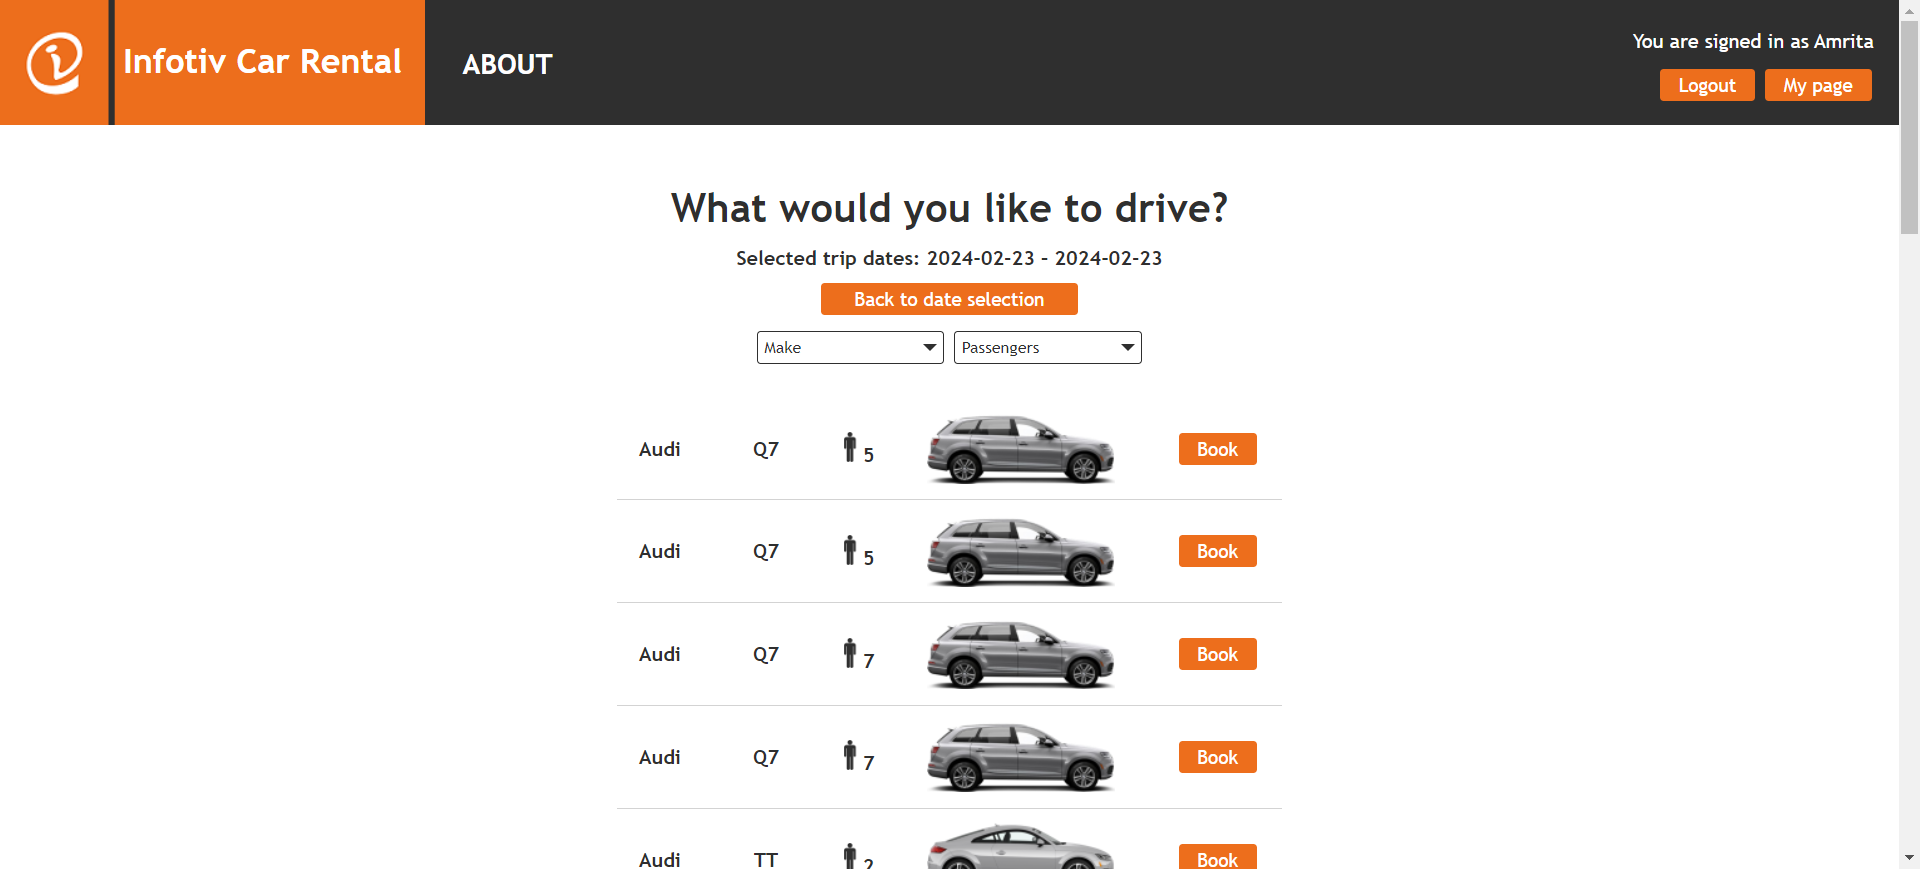 Infotiv Car Rental
ABOUT
You are signed in as Amrita
Logout
My page
What would you like to drive?
Selected trip dates: 2024-02-23 - 2024-02-23
Back to date selection
Make
Passengers
Audi Q7 5 Book
Audi Q7 5 Book
Audi Q7 7 Book
Audi Q7 7 Book
Audi TT 2 Book